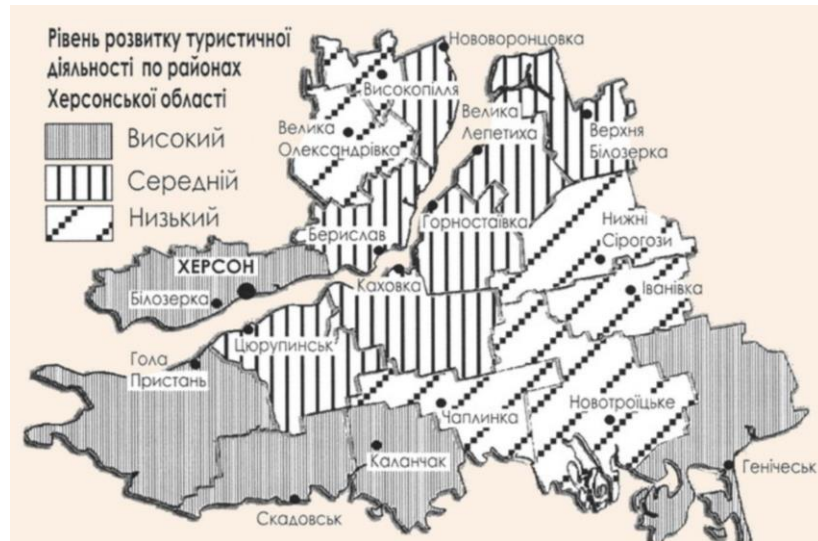 Рівень розвитку туристичної
діяльності по районах
Херсонської області
Високий
Середній
Низький
Нововоронцовка
Високопілля
Велика
Олександрівка
Велика
Лепетиха
Верхня
Білозерка
Берислав
Горностаївка
Нижні
Сірогози
ХЕРСОН
Білозерка
Каховка
Іванівка
Цюрупинськ
Гола
Пристань
Чаплинка
Новотроїцьке
Каланчак
Генічеськ
Скадовськ